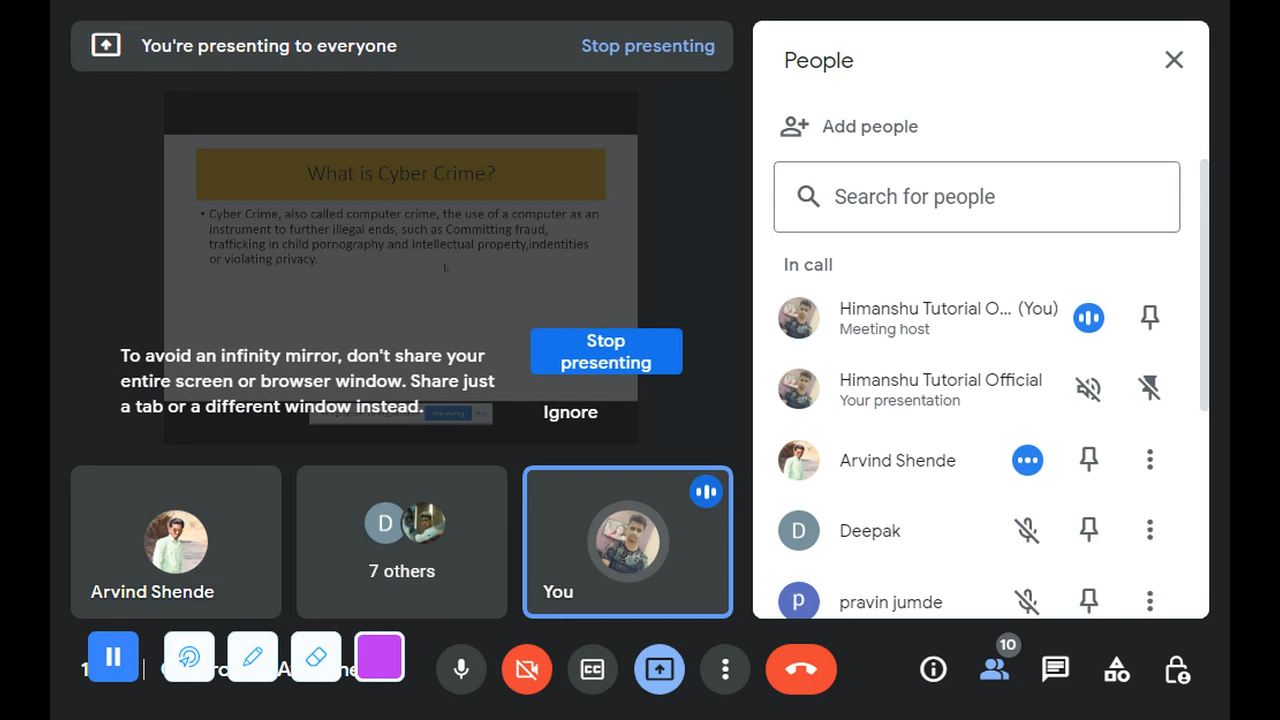 You're presenting to everyone
Stop presenting
What is Cyber Crime?
• Cyber Crime, also called computer crime, the use of a computer as an
instrument to further illegal ends, such as Committing fraud,
trafficking in child pornography and intellectual property,indentities
or violating privacy.
To avoid an infinity mirror, don't share your
entire screen or browser window. Share just
a tab or a different window instead.
Stop
presenting
Ignore
Arvind Shende
D
7 others
You
People
Add people
Search for people
In call
Himanshu Tutorial O... (You)
Meeting host
Himanshu Tutorial Official
Your presentation
Arvind Shende
D
Deepak
p
pravin jumde
CC
10